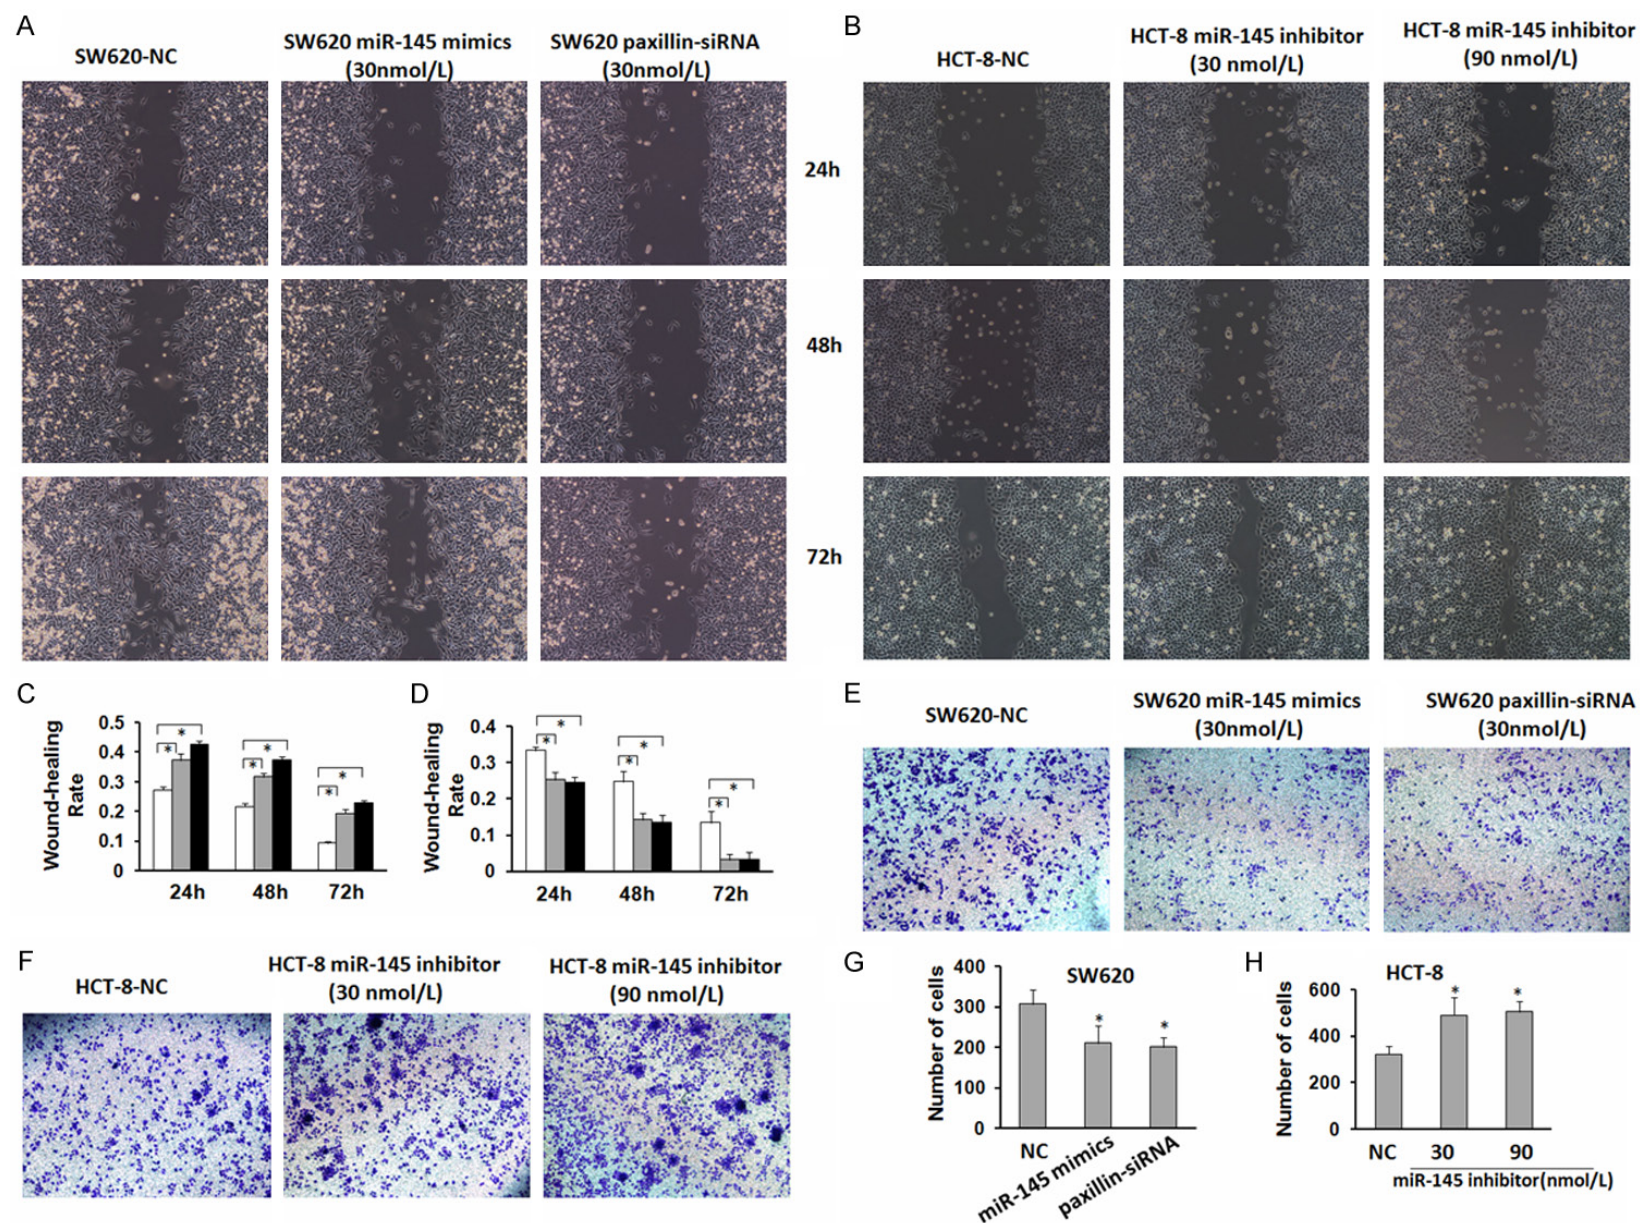 A
SW620-NC
SW620 miR-145 mimics
(30nmol/L)
SW620 paxillin-siRNA
(30nmol/L)
B
HCT-8-NC
HCT-8 miR-145 inhibitor
(30 nmol/L)
HCT-8 miR-145 inhibitor
(90 nmol/L)
24h
48h
72h
C
Wound-healing
Rate
0.5
0.4
0.3
0.2
0.1
0
* *
* *
* *
24h 48h 72h
D
Wound-healing
Rate
0.4
0.3
0.2
0.1
0
* *
* *
* *
24h 48h 72h
E
SW620-NC
SW620 miR-145 mimics
(30nmol/L)
SW620 paxillin-siRNA
(30nmol/L)
F
HCT-8-NC
HCT-8 miR-145 inhibitor
(30 nmol/L)
HCT-8 miR-145 inhibitor
(90 nmol/L)
G
SW620
Number of cells
400
300
200
100
0
* *
NC
miR-145 mimics
paxillin-siRNA
H
HCT-8
Number of cells
600
400
200
0
* *
NC 30 90
miR-145 inhibitor(nmol/L)